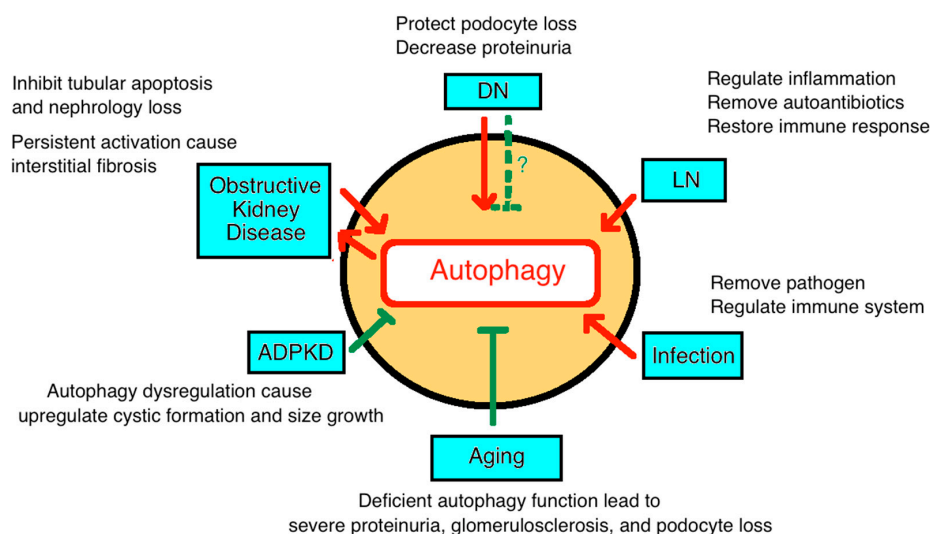 Protect podocyte loss
Decrease proteinuria
DN
Inhibit tubular apoptosis
and nephrology loss
Persistent activation cause
interstitial fibrosis
Regulate inflammation
Remove autoantibiotics
Restore immune response
?
Obstructive
Kidney
Disease
LN
Autophagy
Remove pathogen
Regulate immune system
ADPKD
Infection
Autophagy dysregulation cause
upregulate cystic formation and size growth
Aging
Deficient autophagy function lead to
severe proteinuria, glomerulosclerosis, and podocyte loss